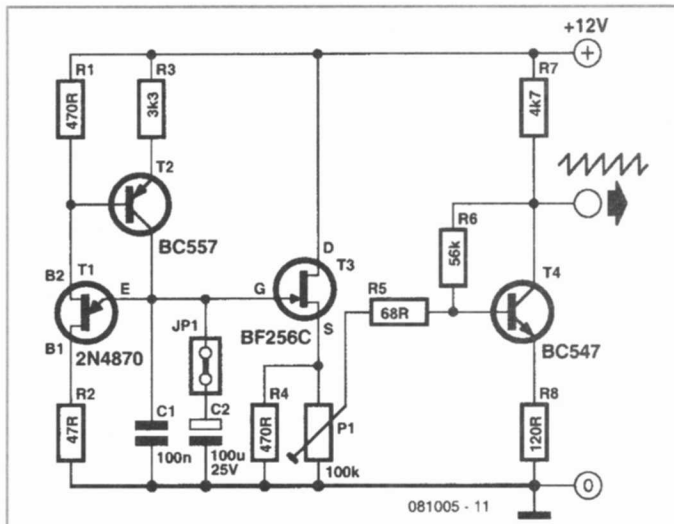 +12V
R1
470R
R3
3k3
R7
4k7
T2
BC557
R6
56k
B2
T1
E
G
D
T3
S
R5
68R
T4
BC547
B1
2N4870
JP1
BF256C
R2
47R
C1
100n
C2
100u
25V
R4
470R
P1
100k
R8
120R
0
081005 - 11